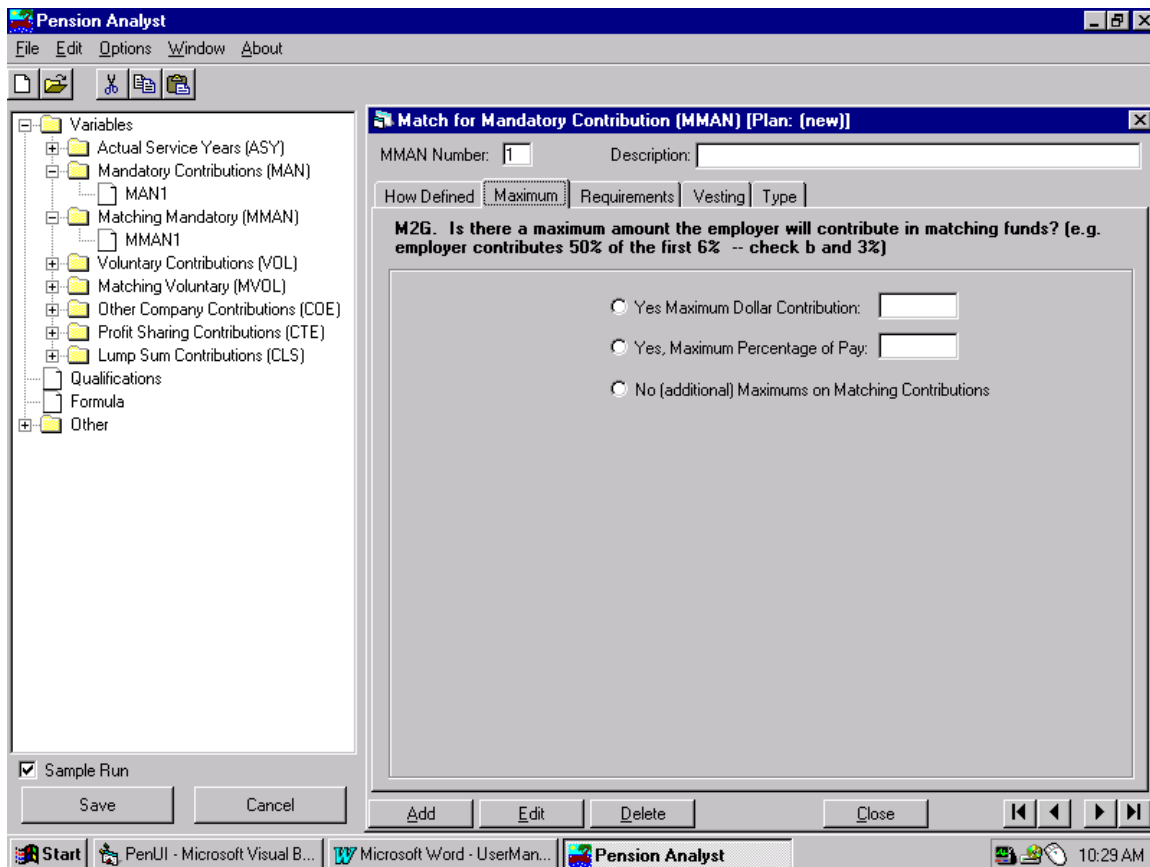 Pension Analyst
File Edit Options Window About
Variables
Actual Service Years (ASY)
Mandatory Contributions (MAN)
MAN1
Matching Mandatory (MMAN)
MMAN1
Voluntary Contributions (VOL)
Matching Voluntary (MVOL)
Other Company Contributions (COE)
Profit Sharing Contributions (CTE)
Lump Sum Contributions (CLS)
Qualifications
Formula
Other
Sample Run
Save Cancel
Match for Mandatory Contribution (MMAN) [Plan: (new)]
MMAN Number: 1 Description:
How Defined Maximum Requirements Vesting Type
M2G. Is there a maximum amount the employer will contribute in matching funds? (e.g.
employer contributes 50% of the first 6% -- check b and 3%)
Yes Maximum Dollar Contribution:
Yes, Maximum Percentage of Pay:
No (additional) Maximums on Matching Contributions
Add Edit Delete Close
Start PenUI - Microsoft Visual B... Microsoft Word - UserMan... Pension Analyst 10:29 AM